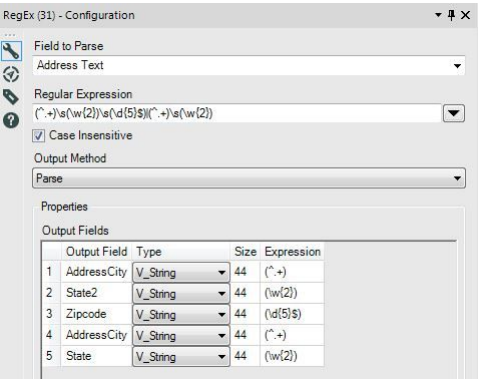 RegEx (31) - Configuration
Field to Parse
Address Text
Regular Expression
(^.+)\s(\w{2})\s(\d{5}$)|(^.+)\s(\w{2})
Case Insensitive
Output Method
Parse
Properties
Output Fields
Output Field Type Size Expression
1 AddressCity V_String 44 (^.+)
2 State2 V_String 44 (\w{2})
3 Zipcode V_String 44 (\d{5}$)
4 AddressCity V_String 44 (^.+)
5 State V_String 44 (\w{2})